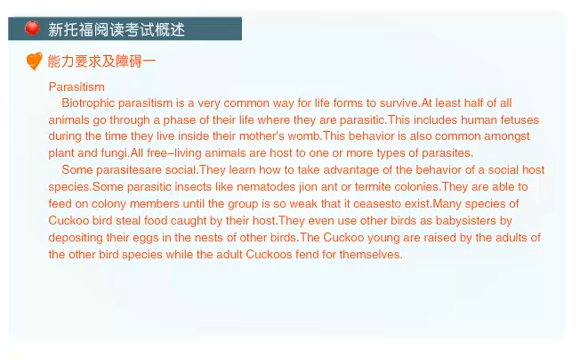 新托福阅读考试概述
能力要求及障碍一
Parasitism
Biotrophic parasitism is a very common way for life forms to survive.At least half of all
animals go through a phase of their life where they are parasitic.This includes human fetuses
during the time they live inside their mother's womb.This behavior is also common amongst
plant and fungi.All free-living animals are host to one or more types of parasites.
Some parasitesare social.They learn how to take advantage of the behavior of a social host
species.Some parasitic insects like nematodes jion ant or termite colonies.They are able to
feed on colony members until the group is so weak that it ceasesto exist.Many species of
Cuckoo bird steal food caught by their host.They even use other birds as babysisters by
depositing their eggs in the nests of other birds.The Cuckoo young are raised by the adults of
the other bird species while the adult Cuckoos fend for themselves.